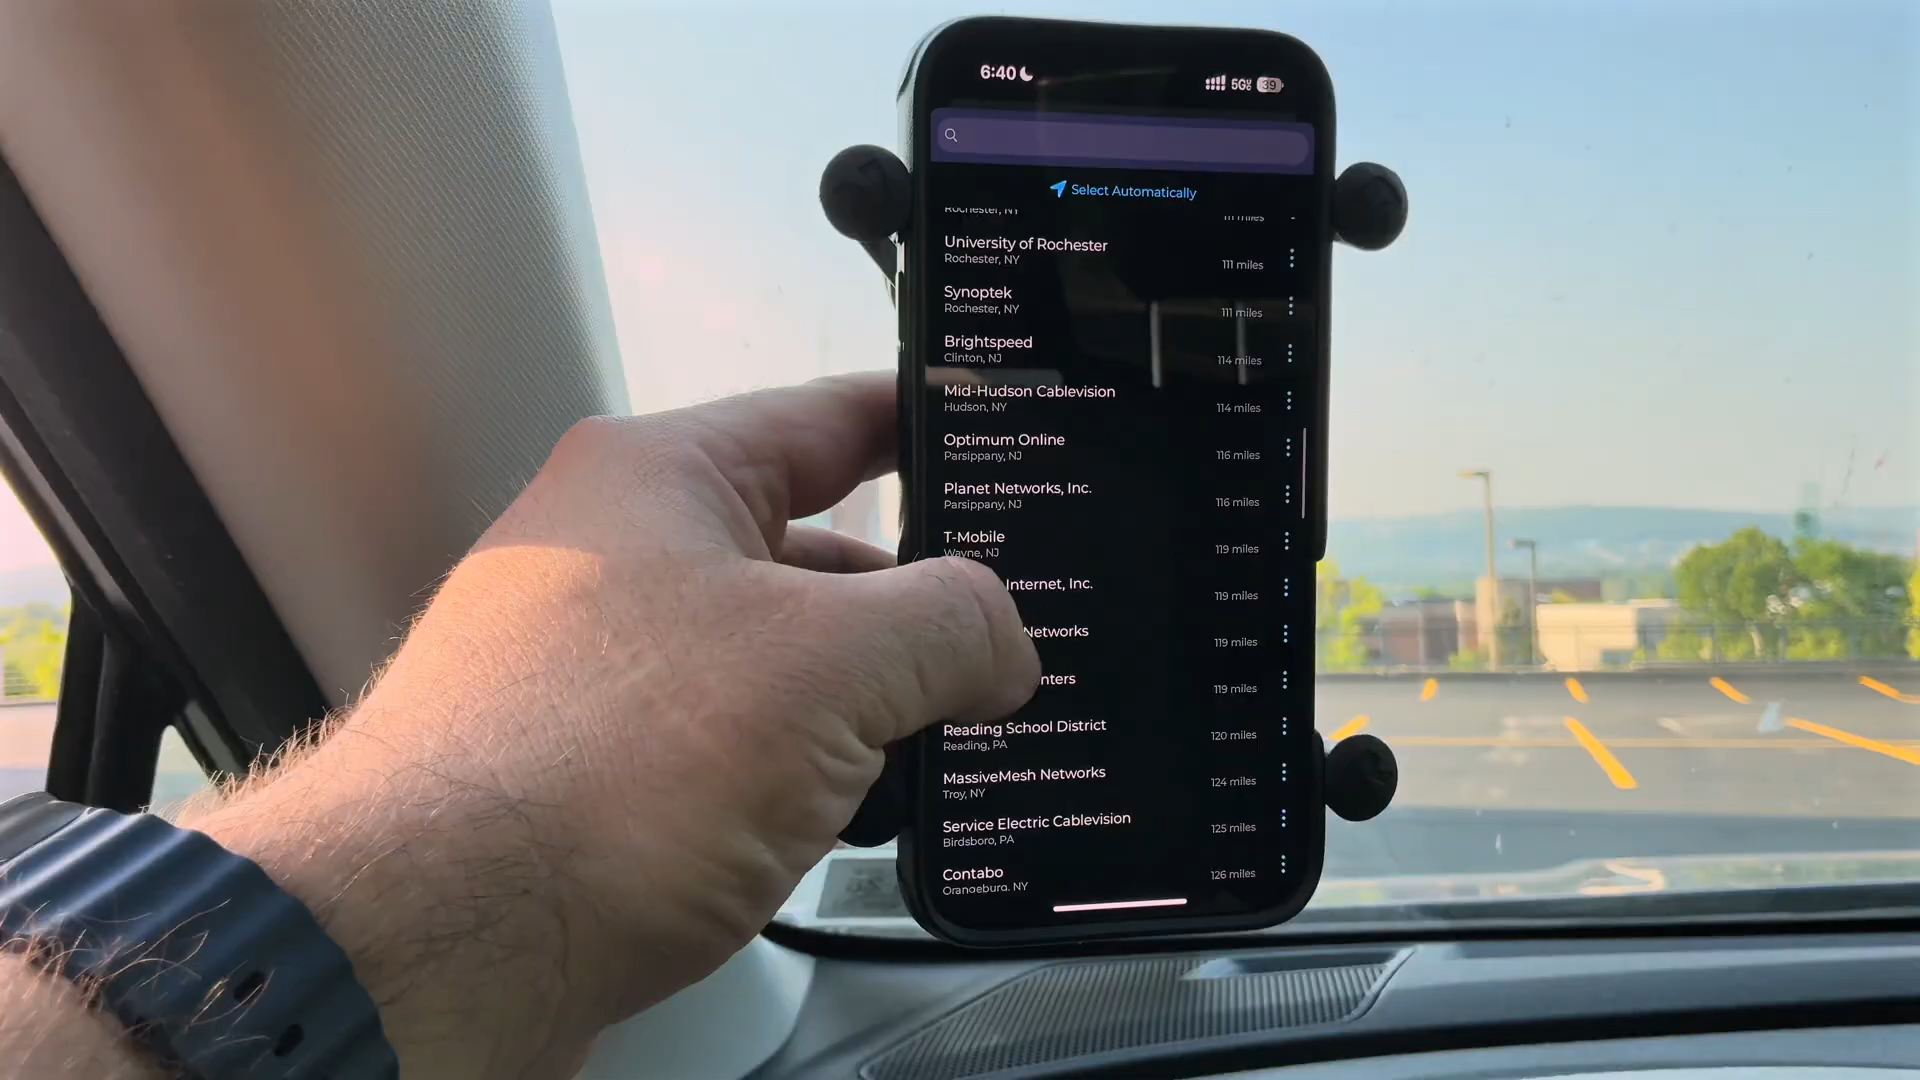 6:40
5G
39
Select Automatically
Rochester, NY
111 miles
University of Rochester
Rochester, NY
111 miles
Synoptek
Rochester, NY
111 miles
Brightspeed
Clinton, NJ
114 miles
Mid-Hudson Cablevision
Hudson, NY
114 miles
Optimum Online
Parsippany, NJ
116 miles
Planet Networks, Inc.
Parsippany, NJ
116 miles
T-Mobile
Wayne, NJ
119 miles
Internet, Inc.
119 miles
Networks
119 miles
nters
119 miles
Reading School District
Reading, PA
120 miles
MassiveMesh Networks
Troy, NY
124 miles
Service Electric Cablevision
Birdsboro, PA
125 miles
Contabo
Orangeburg, NY
126 miles